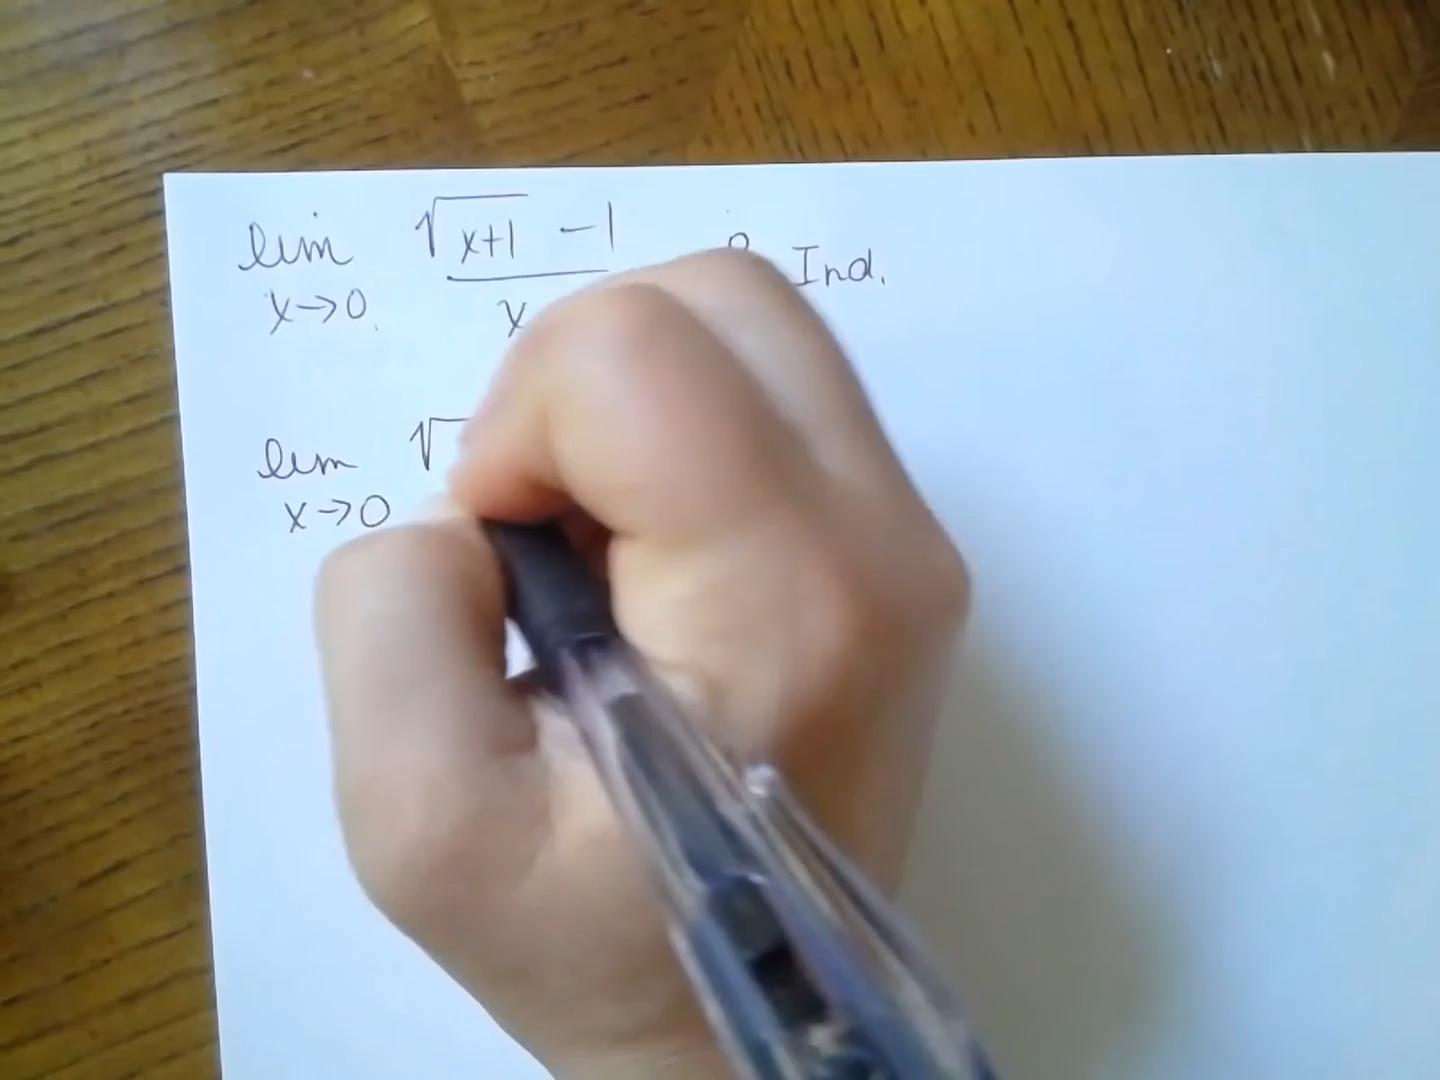 lim √x+1 -1 Ind.
x→0 x
lim √
x→0